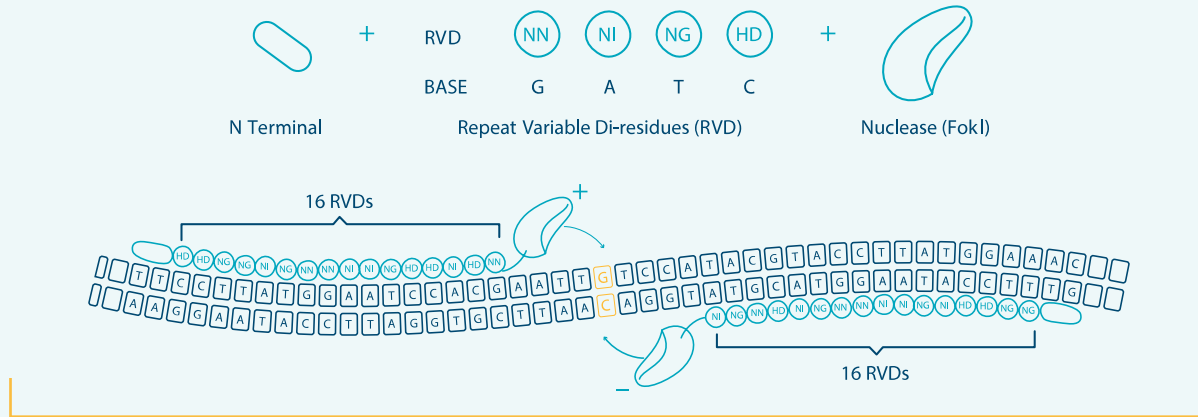 + RVD NN NI NG HD +
BASE G A T C
N Terminal Repeat Variable Di-residues (RVD) Nuclease (FokI)
16 RVDs +
HD HD NG NG NI NG NN NN NI NI NG HD HD NI HD NN
T T C C T T A T G G A A T C C A C G A A T T G T C C A T A C G T A C C T T A T G G A A A C
A A G G A A T A C C T T A G G T G C T T A A C A G G T A T G C A T G G A A T A C C T T T G
NI NG NN HD NI NG NN NN NI NI NG NI HD HD NG NG
–
16 RVDs